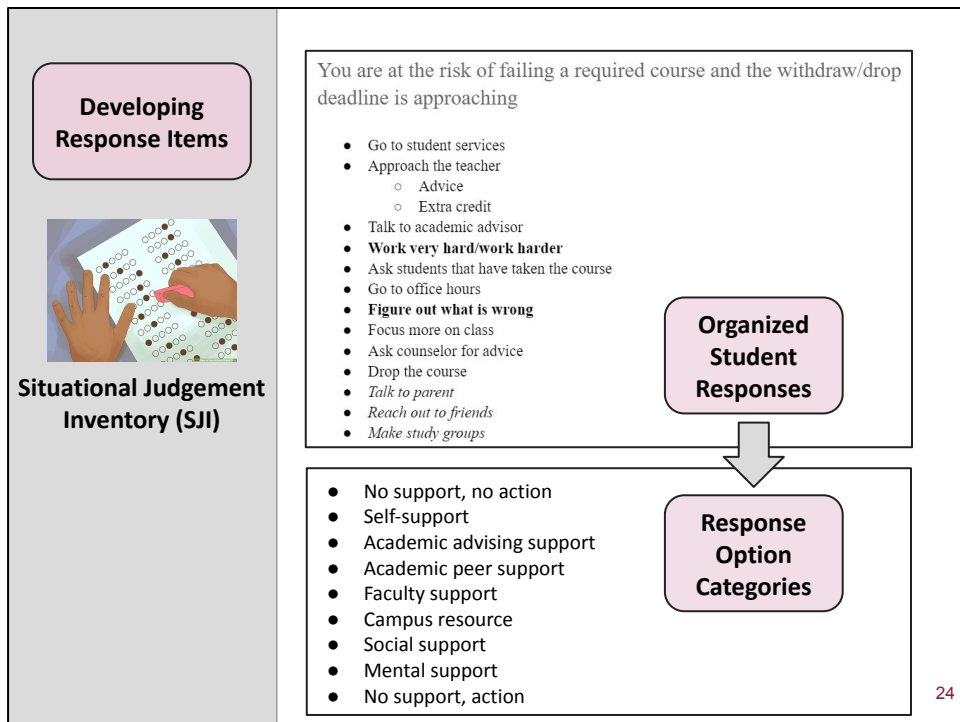 Developing
Response Items
Situational Judgement
Inventory (SJI)
You are at the risk of failing a required course and the withdraw/drop
deadline is approaching
● Go to student services
● Approach the teacher
○ Advice
○ Extra credit
● Talk to academic advisor
● Work very hard/work harder
● Ask students that have taken the course
● Go to office hours
● Figure out what is wrong
● Focus more on class
● Ask counselor for advice
● Drop the course
● Talk to parent
● Reach out to friends
● Make study groups
Organized
Student
Responses
● No support, no action
● Self-support
● Academic advising support
● Academic peer support
● Faculty support
● Campus resource
● Social support
● Mental support
● No support, action
Response
Option
Categories
24